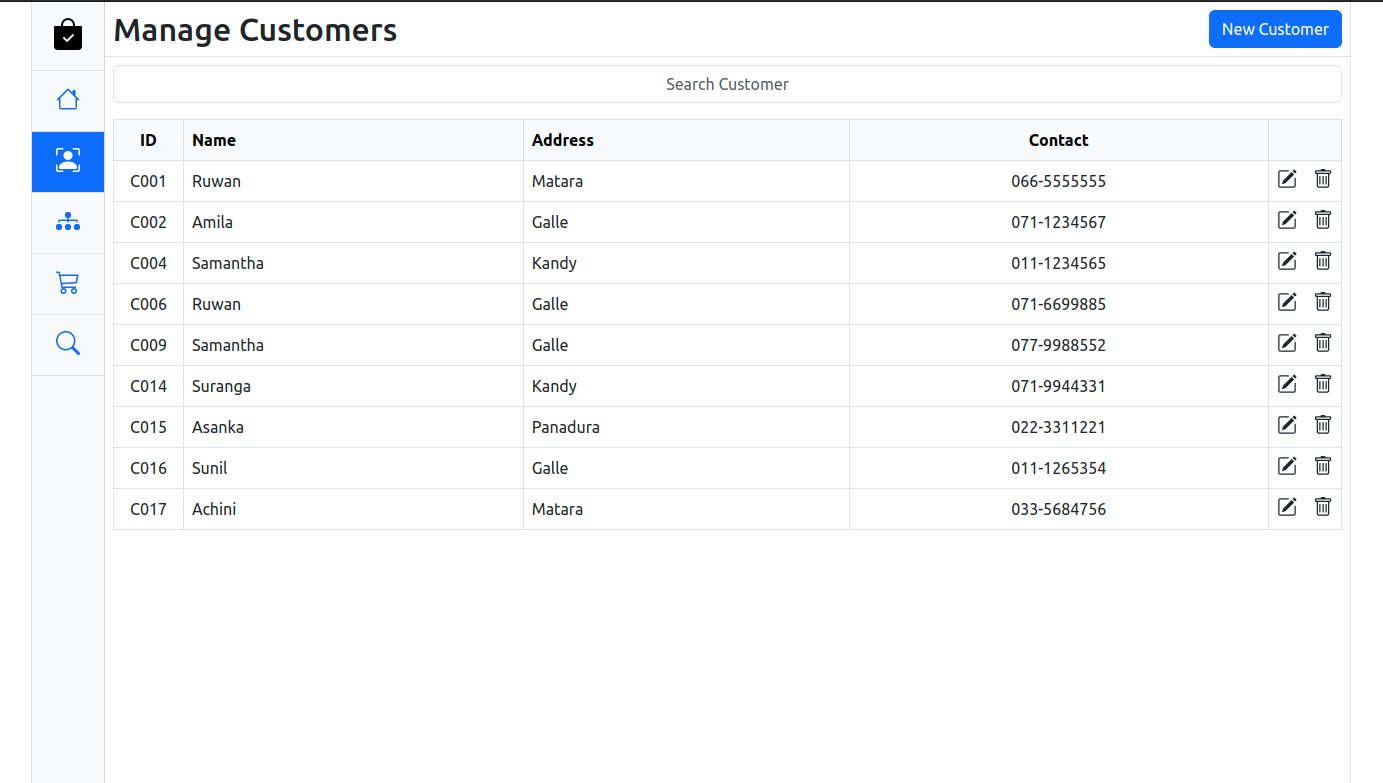 Manage Customers
New Customer
Search Customer
ID Name Address Contact
C001 Ruwan Matara 066-5555555
C002 Amila Galle 071-1234567
C004 Samantha Kandy 011-1234565
C006 Ruwan Galle 071-6699885
C009 Samantha Galle 077-9988552
C014 Suranga Kandy 071-9944331
C015 Asanka Panadura 022-3311221
C016 Sunil Galle 011-1265354
C017 Achini Matara 033-5684756